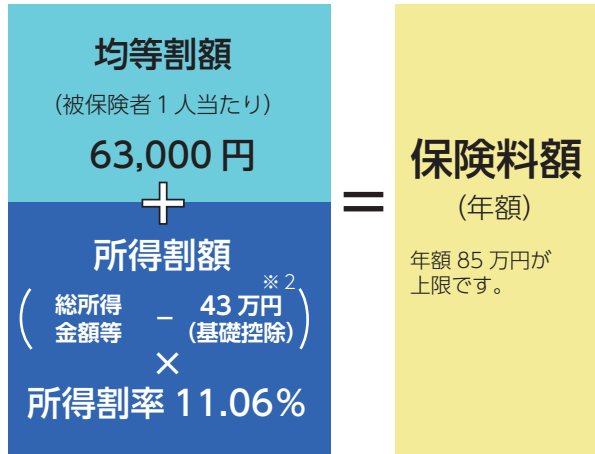 均等割額
(被保険者1人当たり)
63,000 円
+
所得割額
※2
( 総所得金額等 − 43 万円(基礎控除) )
×
所得割率 11.06%
=
保険料額
(年額)
年額 85 万円が
上限です。